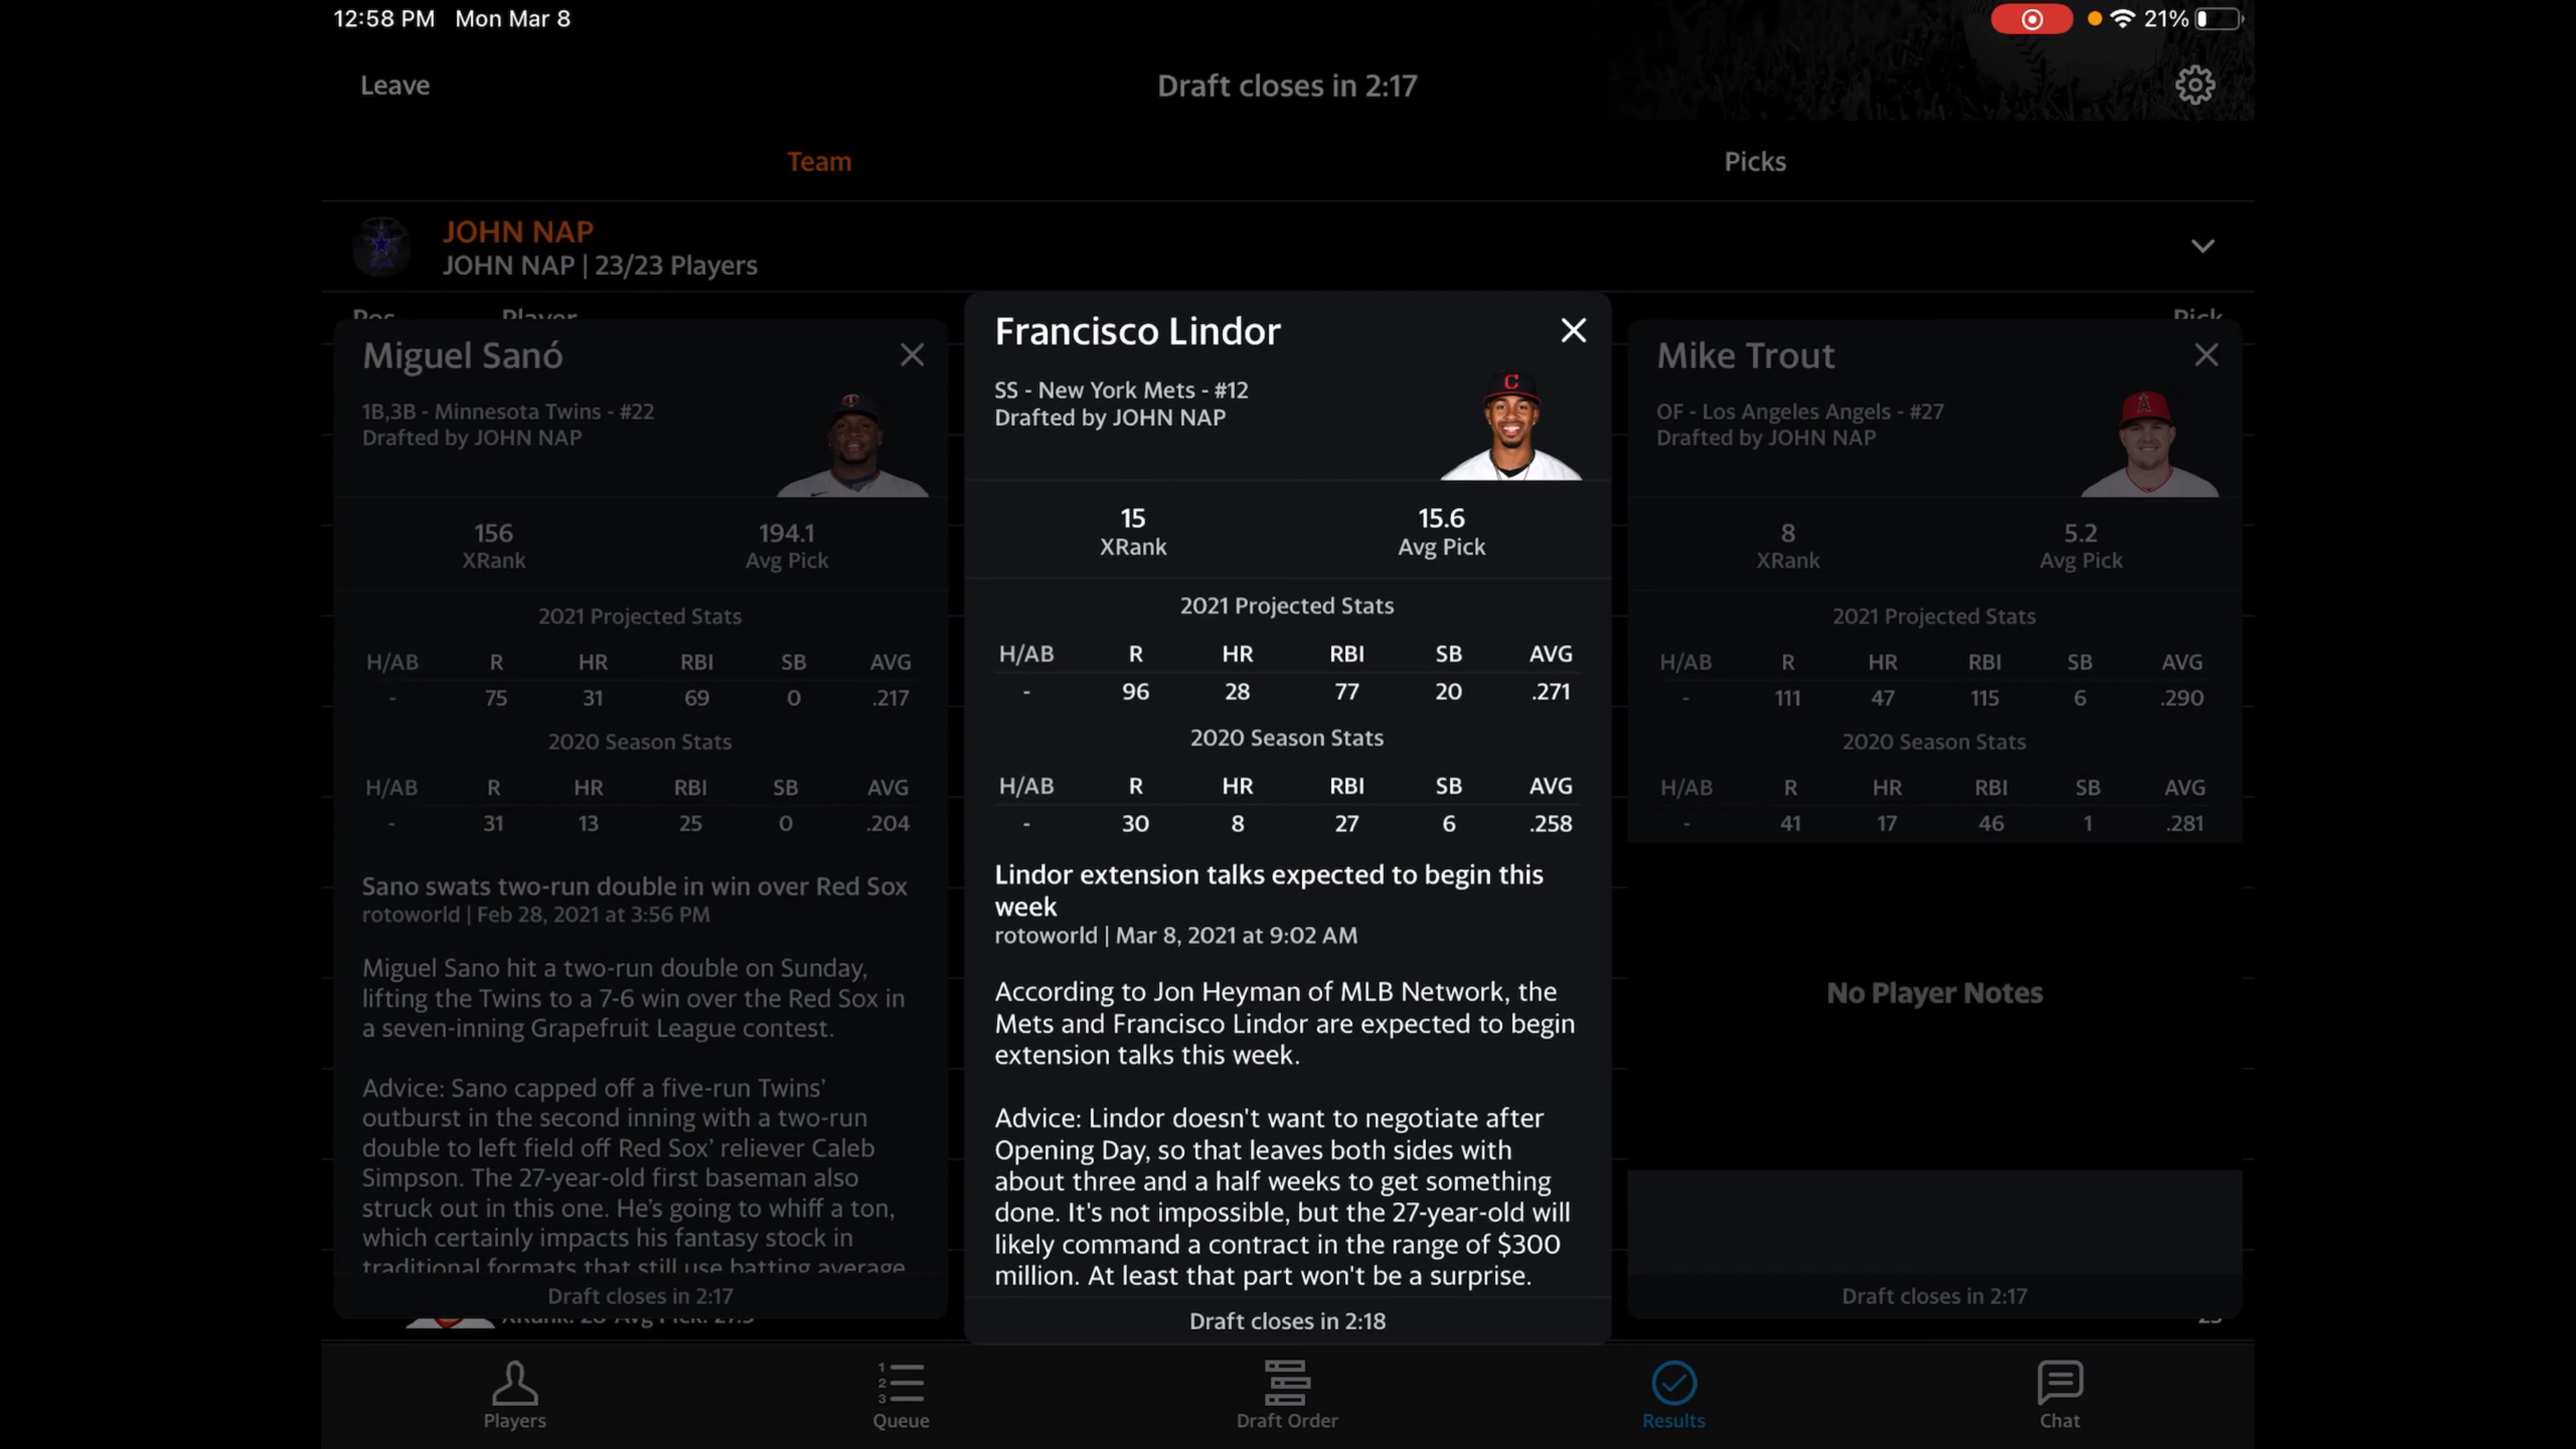 12:58 PM Mon Mar 8
21%
Leave
Draft closes in 2:17
Team
Picks
JOHN NAP
JOHN NAP | 23/23 Players
Pos
Player
Pick
Miguel Sanó
1B,3B - Minnesota Twins - #22
Drafted by JOHN NAP
156
194.1
XRank
Avg Pick
2021 Projected Stats
H/AB R HR RBI SB AVG
- 75 31 69 0 .217
2020 Season Stats
H/AB R HR RBI SB AVG
- 31 13 25 0 .204
Sano swats two-run double in win over Red Sox
rotoworld | Feb 28, 2021 at 3:56 PM
Miguel Sano hit a two-run double on Sunday,
lifting the Twins to a 7-6 win over the Red Sox in
a seven-inning Grapefruit League contest.
Advice: Sano capped off a five-run Twins'
outburst in the second inning with a two-run
double to left field off Red Sox' reliever Caleb
Simpson. The 27-year-old first baseman also
struck out in this one. He's going to whiff a ton,
which certainly impacts his fantasy stock in
traditional formats that still use batting average
Draft closes in 2:17
Francisco Lindor
SS - New York Mets - #12
Drafted by JOHN NAP
C
15
15.6
XRank
Avg Pick
2021 Projected Stats
H/AB R HR RBI SB AVG
- 96 28 77 20 .271
2020 Season Stats
H/AB R HR RBI SB AVG
- 30 8 27 6 .258
Lindor extension talks expected to begin this
week
rotoworld | Mar 8, 2021 at 9:02 AM
According to Jon Heyman of MLB Network, the
Mets and Francisco Lindor are expected to begin
extension talks this week.
Advice: Lindor doesn't want to negotiate after
Opening Day, so that leaves both sides with
about three and a half weeks to get something
done. It's not impossible, but the 27-year-old will
likely command a contract in the range of $300
million. At least that part won't be a surprise.
Draft closes in 2:18
Mike Trout
OF - Los Angeles Angels - #27
Drafted by JOHN NAP
A
8
5.2
XRank
Avg Pick
2021 Projected Stats
H/AB R HR RBI SB AVG
- 111 47 115 6 .290
2020 Season Stats
H/AB R HR RBI SB AVG
- 41 17 46 1 .281
No Player Notes
Draft closes in 2:17
Players
Queue
Draft Order
Results
Chat